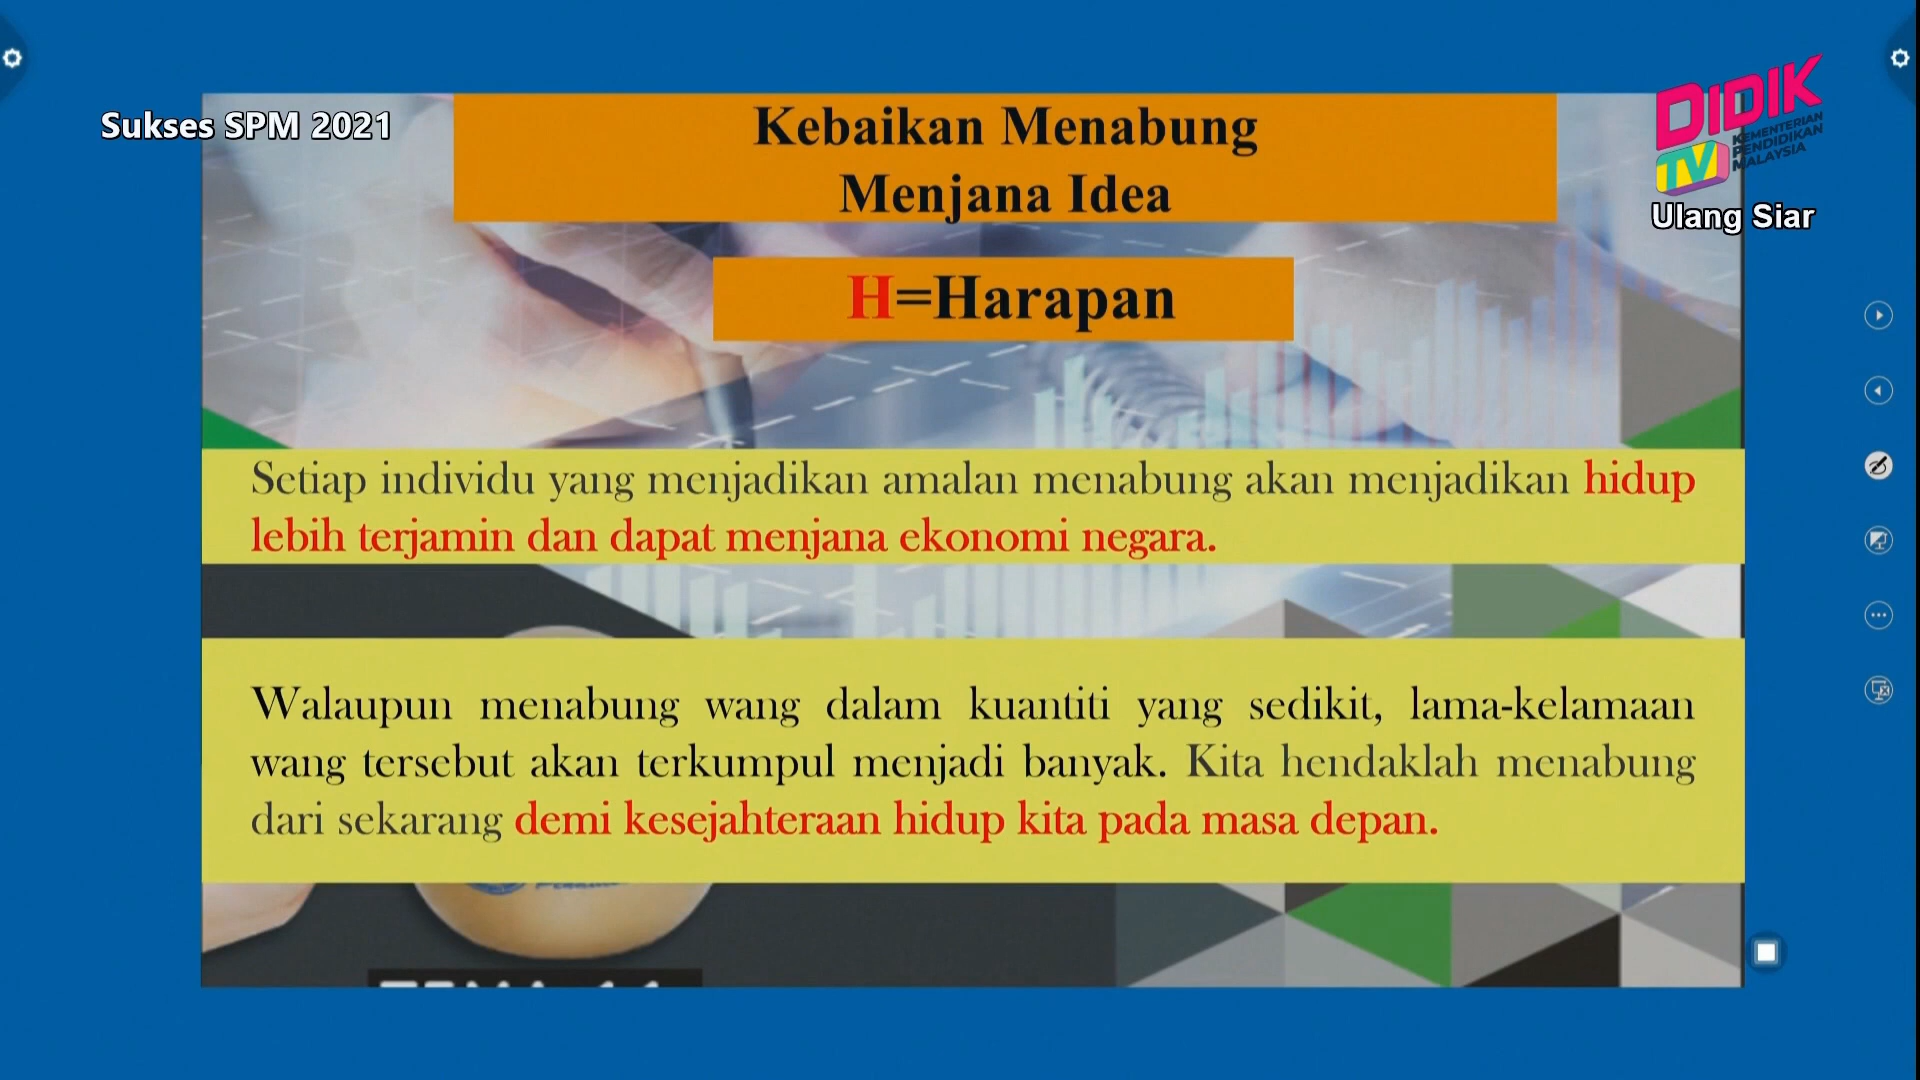 Sukses SPM 2021
DIDIK
TV
KEMENTERIAN
PENDIDIKAN
MALAYSIA
Ulang Siar
Kebaikan Menabung
Menjana Idea
H=Harapan
Setiap individu yang menjadikan amalan menabung akan menjadikan hidup
lebih terjamin dan dapat menjana ekonomi negara.
Walaupun menabung wang dalam kuantiti yang sedikit, lama-kelamaan
wang tersebut akan terkumpul menjadi banyak. Kita hendaklah menabung
dari sekarang demi kesejahteraan hidup kita pada masa depan.